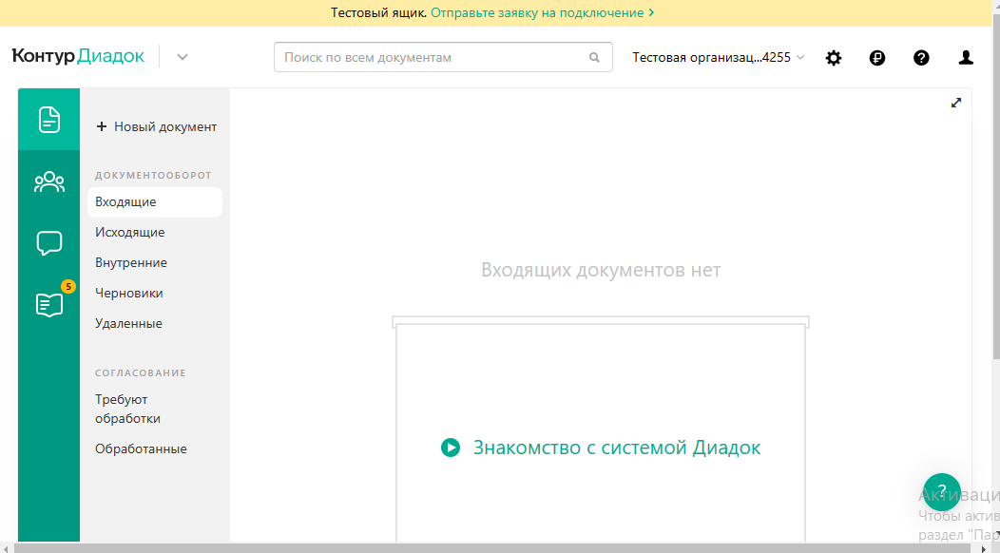 Тестовый ящик. Отправьте заявку на подключение >
Контур Диадок
Поиск по всем документам
Тестовая организац...4255
+ Новый документ
ДОКУМЕНТООБОРОТ
Входящие
Исходящие
Внутренние
5
Черновики
Удаленные
СОГЛАСОВАНИЕ
Требуют
обработки
Обработанные
Входящих документов нет
Знакомство с системой Диадок
?
Активаци
Чтобы актив
раздел "Пар